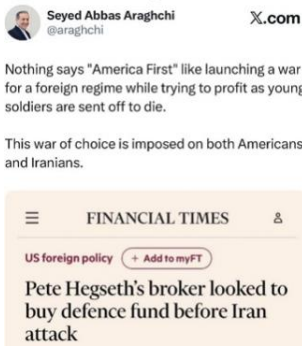 Seyed Abbas Araghchi
X.com
@araghchi
Nothing says "America First" like launching a war
for a foreign regime while trying to profit as young
soldiers are sent off to die.
This war of choice is imposed on both Americans
and Iranians.
FINANCIAL TIMES
US foreign policy
+ Add to myFT
Pete Hegseth's broker looked to
buy defence fund before Iran
attack